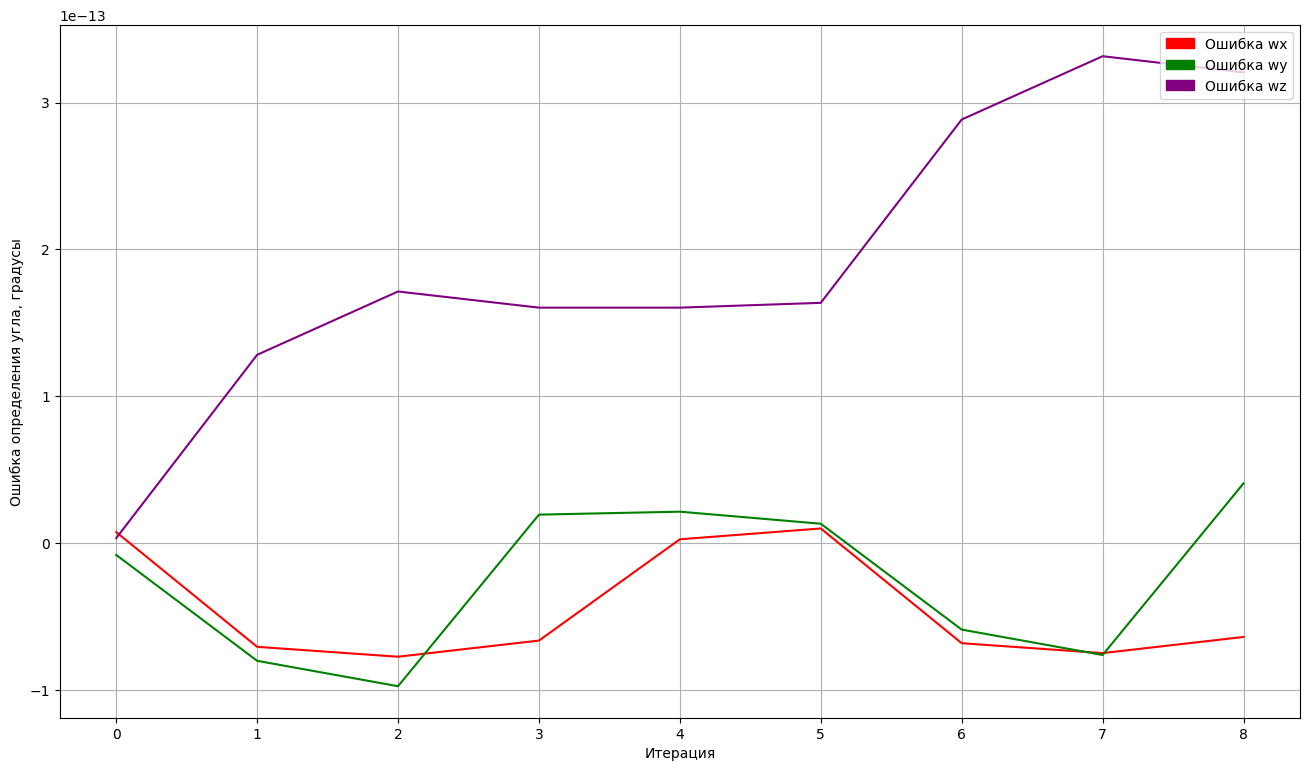 1e−13
Ошибка wx
Ошибка wy
Ошибка wz
3
2
1
0
−1
Ошибка определения угла, градусы
0 1 2 3 4 5 6 7 8
Итерация